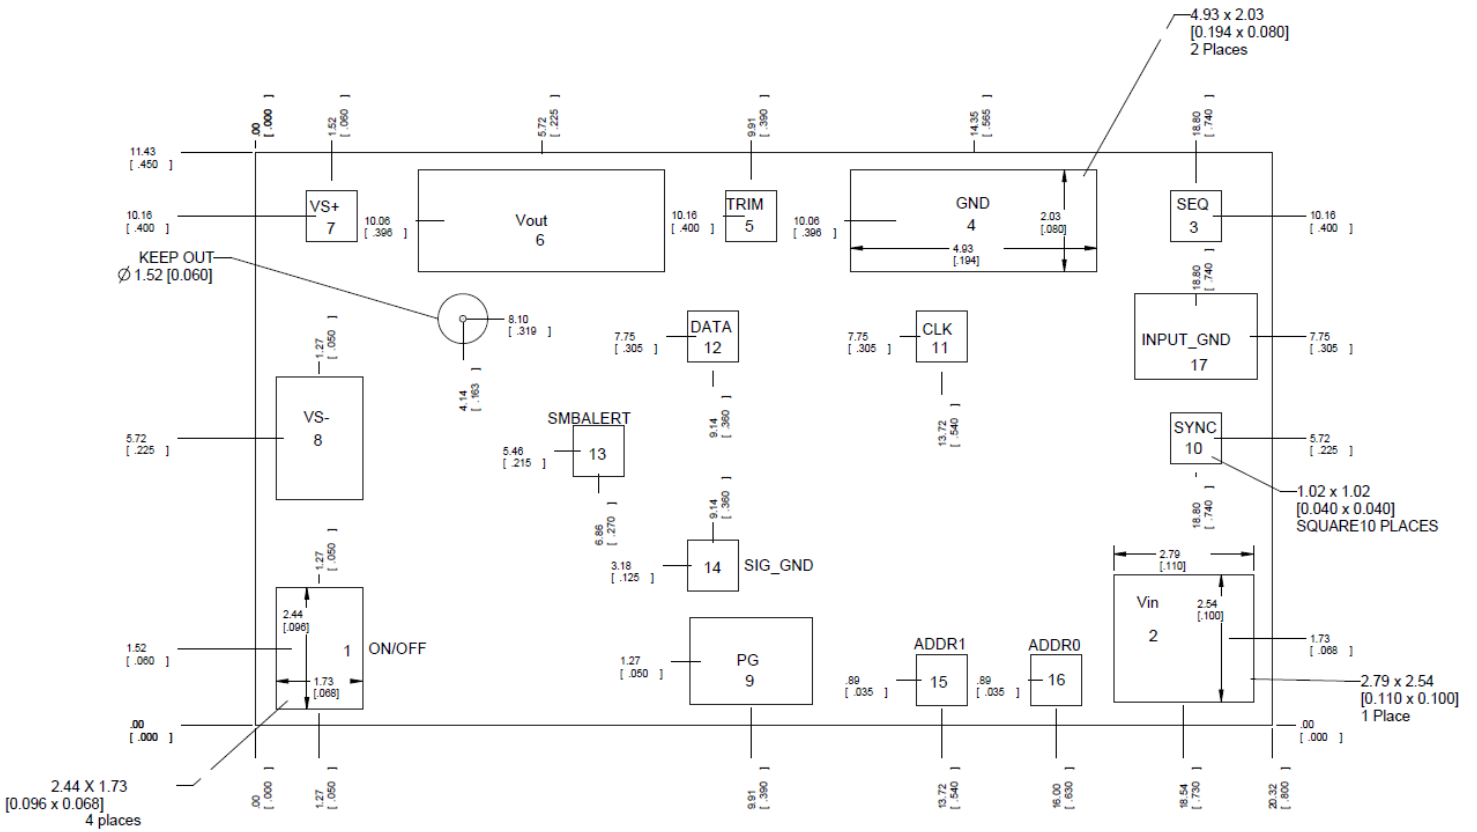 4.93 x 2.03
[0.194 x 0.080]
2 Places
.00
[ .000 ]
1.52
[ .060 ]
5.72
[ .225 ]
9.91
[ .390 ]
14.35
[ .565 ]
18.80
[ .740 ]
11.43
[ .450 ]
10.16
[ .400 ]
VS+
7
10.06
[ .396 ]
Vout
6
10.16
[ .400 ]
TRIM
5
10.06
[ .396 ]
GND
4
2.03
[.080]
4.93
[.194]
SEQ
3
10.16
[ .400 ]
KEEP OUT
Ø 1.52 [0.060]
18.80
[ .740 ]
8.10
[ .319 ]
4.14
[ .163 ]
1.27
[ .050 ]
7.75
[ .305 ]
DATA
12
9.14
[ .360 ]
7.75
[ .305 ]
CLK
11
13.72
[ .540 ]
INPUT_GND
17
7.75
[ .305 ]
5.72
[ .225 ]
VS-
8
SMBALERT
5.46
[ .215 ]
13
6.86
[ .270 ]
SYNC
10
5.72
[ .225 ]
18.80
[ .740 ]
1.02 x 1.02
[0.040 x 0.040]
SQUARE10 PLACES
1.27
[ .050 ]
9.14
[ .360 ]
3.18
[ .125 ]
14
SIG_GND
2.79
[.110]
Vin
2
2.54
[.100]
1.73
[ .068 ]
2.44
[.096]
1.52
[ .060 ]
1
ON/OFF
1.73
[.068]
1.27
[ .050 ]
PG
9
ADDR1
.89
[ .035 ]
15
ADDR0
.89
[ .035 ]
16
2.79 x 2.54
[0.110 x 0.100]
1 Place
.00
[ .000 ]
.00
[ .000 ]
2.44 X 1.73
[0.096 x 0.068]
4 places
.00
[ .000 ]
1.27
[ .050 ]
9.91
[ .390 ]
13.72
[ .540 ]
16.00
[ .630 ]
18.54
[ .730 ]
20.32
[ .800 ]